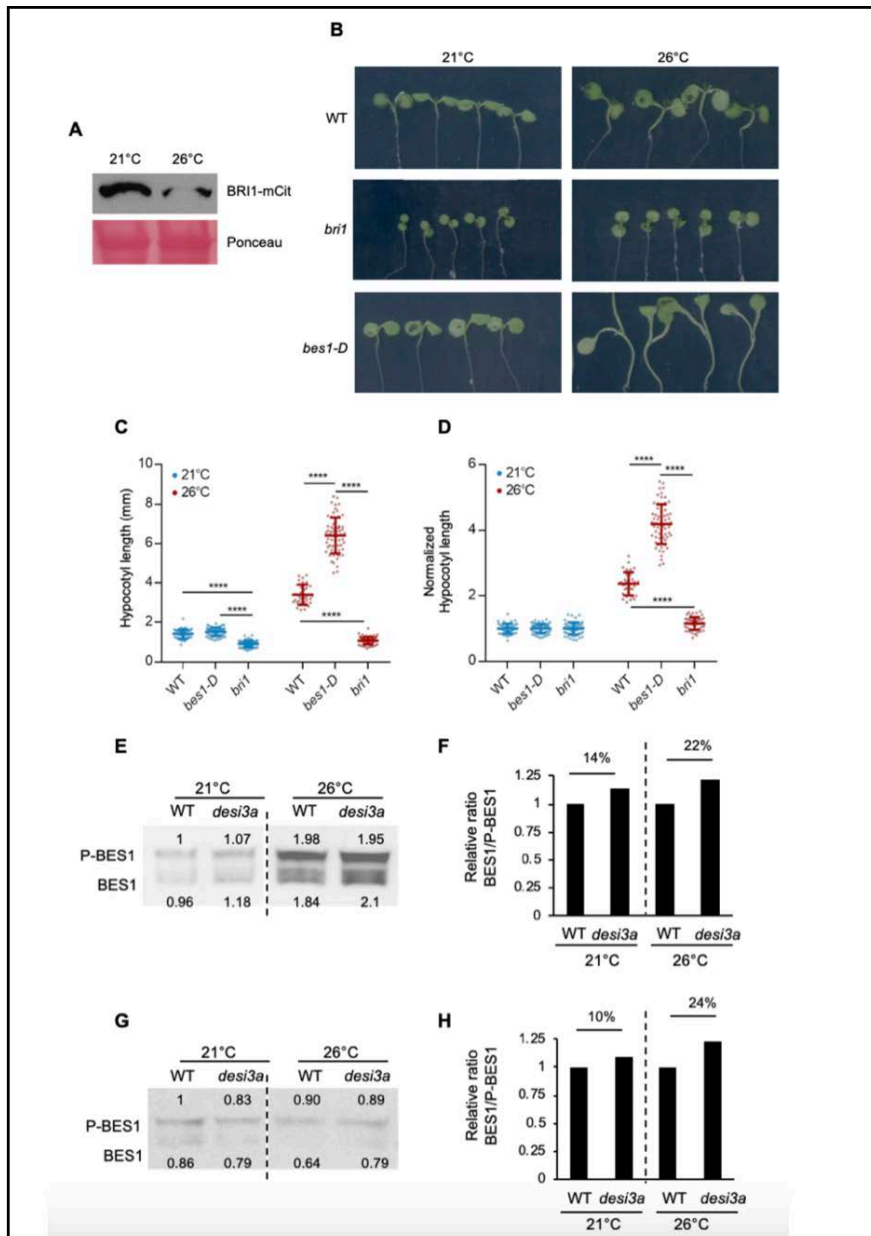 B
21°C 26°C
WT
A
21°C 26°C
BRI1-mCit
Ponceau
bri1
bes1-D
C
Hypocotyl length (mm)
10
8
6
4
2
0
21°C
26°C
****
****
****
****
****
WT bes1-D bri1 WT bes1-D bri1
D
Normalized
Hypocotyl length
6
4
2
0
21°C
26°C
****
****
****
WT bes1-D bri1 WT bes1-D bri1
E
21°C 26°C
WT desi3a WT desi3a
1 1.07 1.98 1.95
P-BES1
BES1
0.96 1.18 1.84 2.1
F
14% 22%
Relative ratio
BES1/P-BES1
1.25
1
0.75
0.5
0.25
0
WT desi3a WT desi3a
21°C 26°C
G
21°C 26°C
WT desi3a WT desi3a
1 0.83 0.90 0.89
P-BES1
BES1
0.86 0.79 0.64 0.79
H
10% 24%
Relative ratio
BES1/P-BES1
1.25
1
0.75
0.5
0.25
0
WT desi3a WT desi3a
21°C 26°C